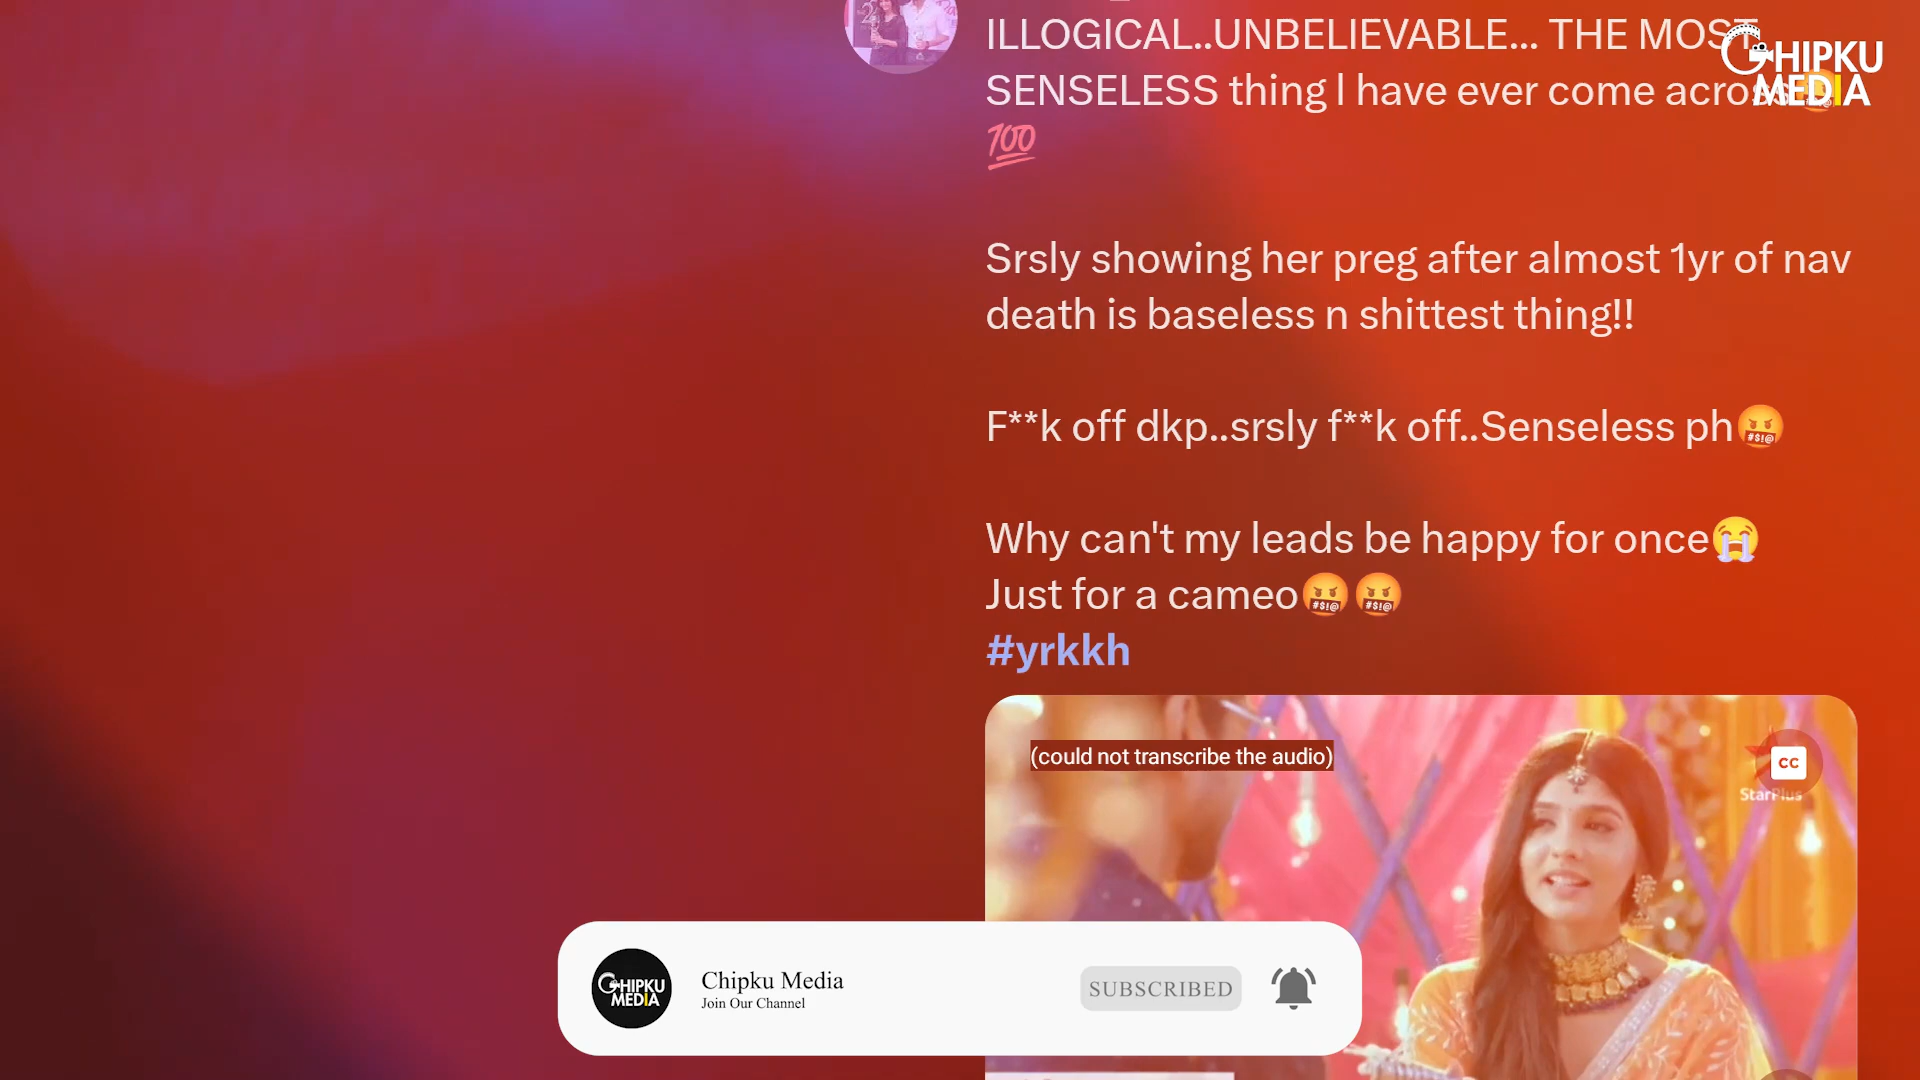 ILLOGICAL..UNBELIEVABLE... THE MOST
SENSELESS thing I have ever come across🤬
💯
Srsly showing her preg after almost 1yr of nav
death is baseless n shittest thing!!
F**k off dkp..srsly f**k off..Senseless ph🤬
Why can't my leads be happy for once😭
Just for a cameo🤬🤬
#yrkkh
CHIPKU
MEDIA
(could not transcribe the audio)
CC
StarPlus
CHIPKU
MEDIA
Chipku Media
Join Our Channel
SUBSCRIBED